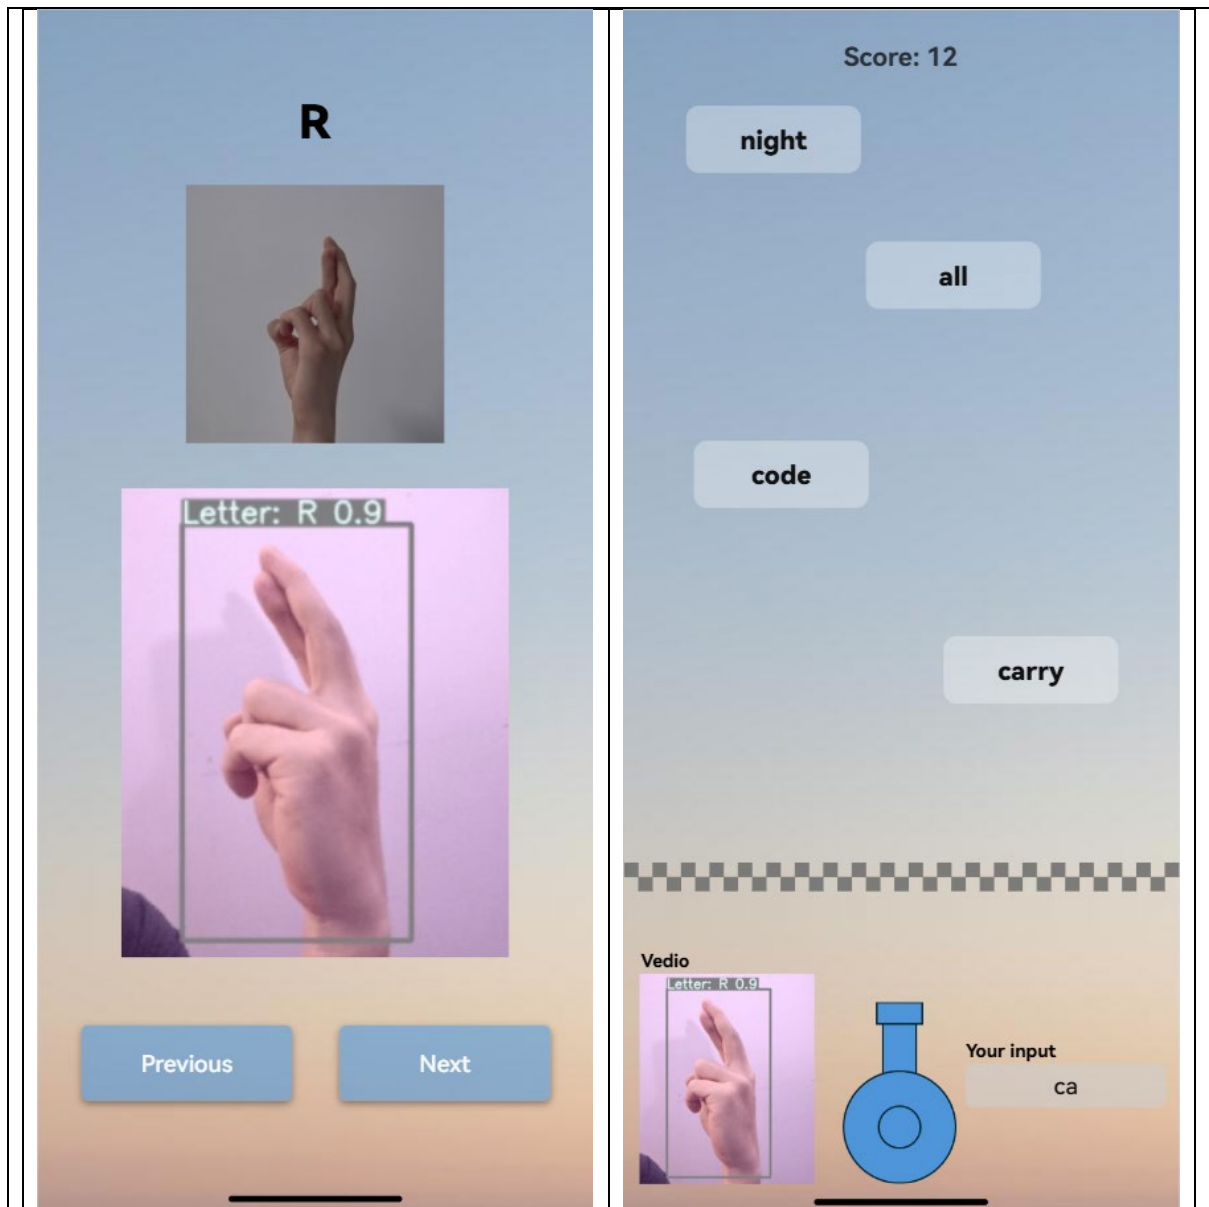 R
Letter: R 0.9
Previous
Next
Score: 12
night
all
code
carry
Vedio
Letter: R 0.9
Your input
ca